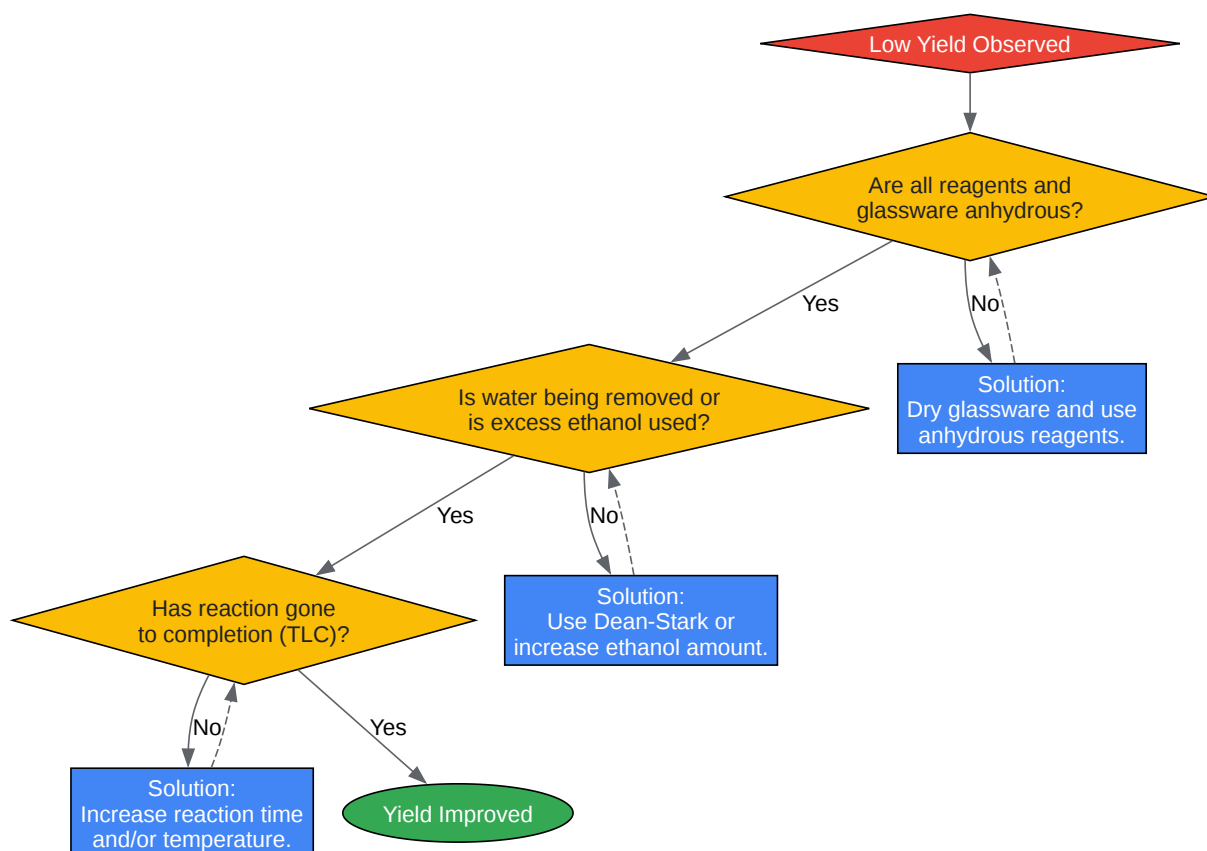 Low Yield Observed
Are all reagents and
glassware anhydrous?
Yes
No
Solution:
Dry glassware and use
anhydrous reagents.
Is water being removed or
is excess ethanol used?
Yes
No
Solution:
Use Dean-Stark or
increase ethanol amount.
Has reaction gone
to completion (TLC)?
No
Yes
Solution:
Increase reaction time
and/or temperature.
Yield Improved